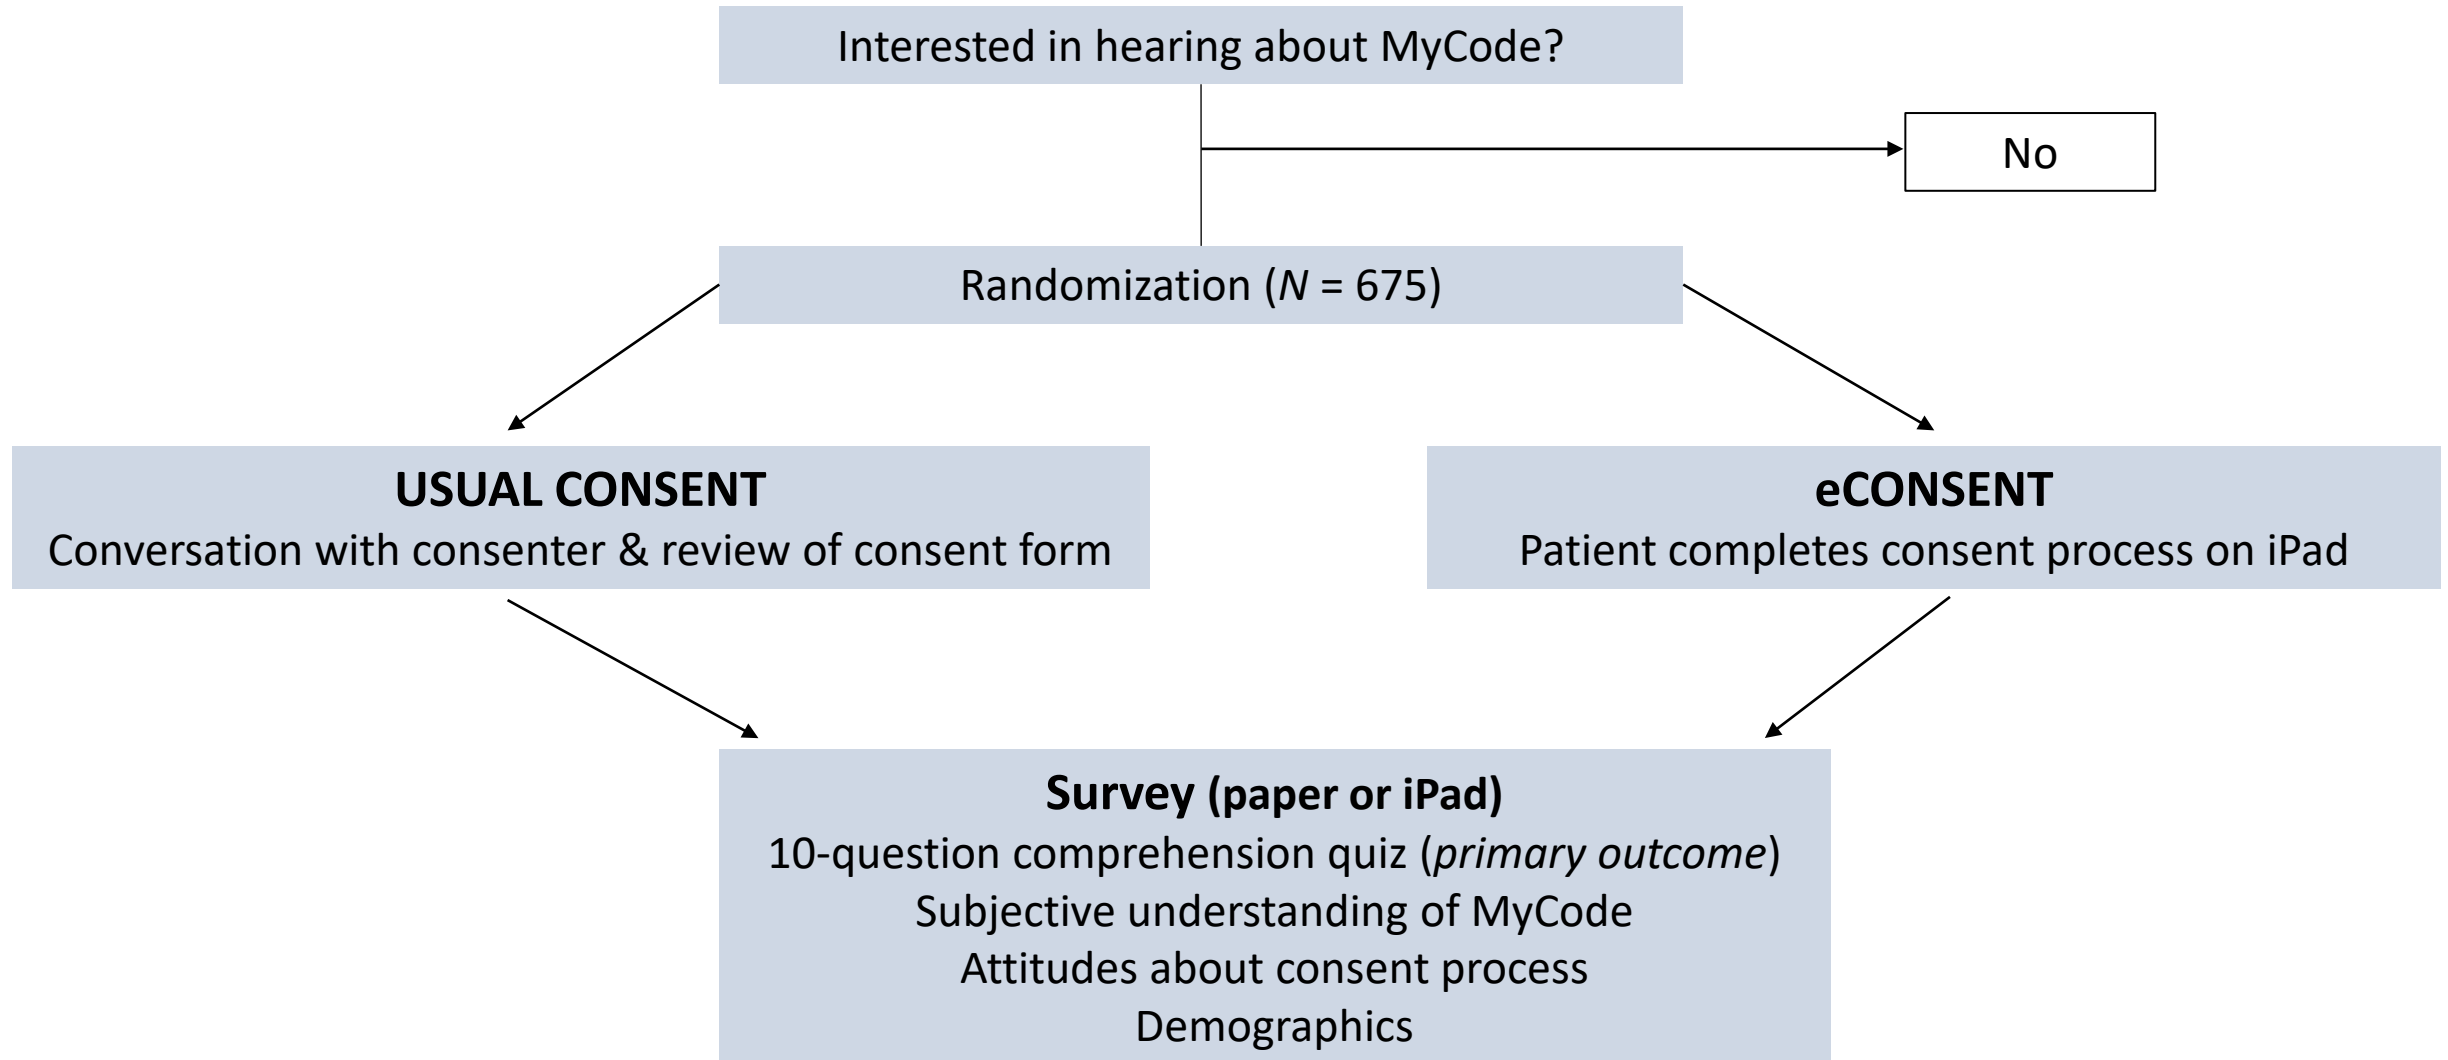 Interested in hearing about MyCode?
No
Randomization (N = 675)
USUAL CONSENT
Conversation with consenter & review of consent form
eCONSENT
Patient completes consent process on iPad
Survey (paper or iPad)
10-question comprehension quiz (primary outcome)
Subjective understanding of MyCode
Attitudes about consent process
Demographics